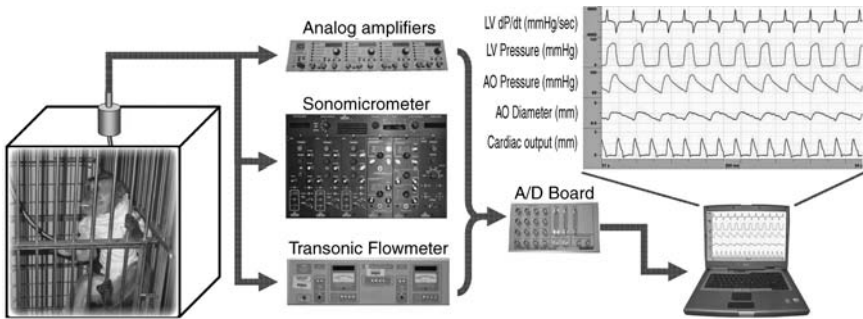 Analog amplifiers
Sonomicrometer
Transonic Flowmeter
A/D Board
LV dP/dt (mmHg/sec)
LV Pressure (mmHg)
AO Pressure (mmHg)
AO Diameter (mm)
Cardiac output (mm)